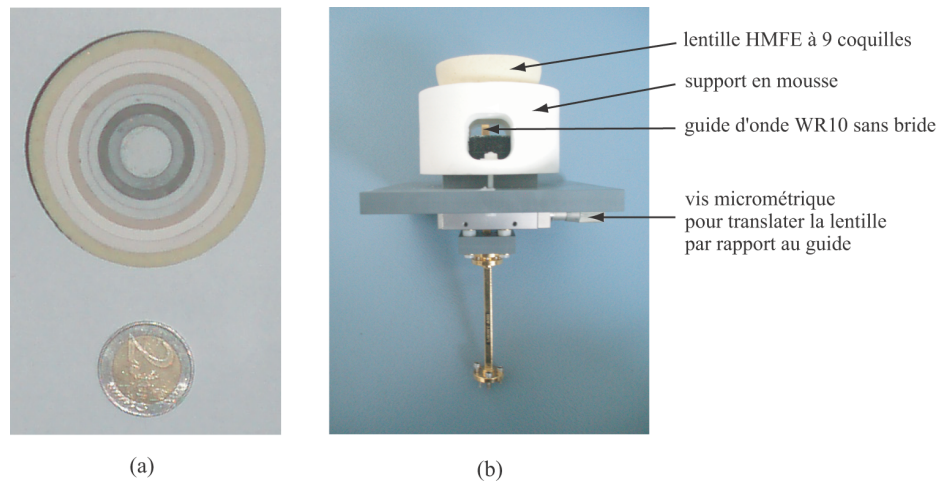 lentille HMFE à 9 coquilles
support en mousse
guide d'onde WR10 sans bride
vis micrométrique
pour translater la lentille
par rapport au guide
2
(a)
(b)